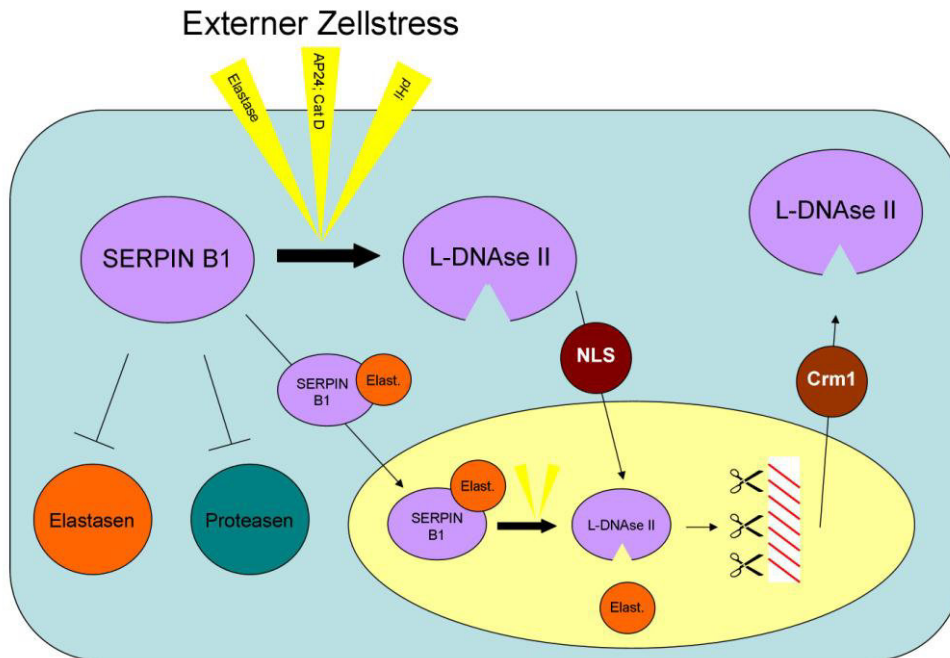 Externer Zellstress
Elastase
AP24; Cat D
pHi
SERPIN B1
L-DNAse II
L-DNAse II
NLS
Crm1
SERPIN
B1
Elast.
Elastasen
Proteasen
SERPIN
B1
Elast.
L-DNAse II
Elast.